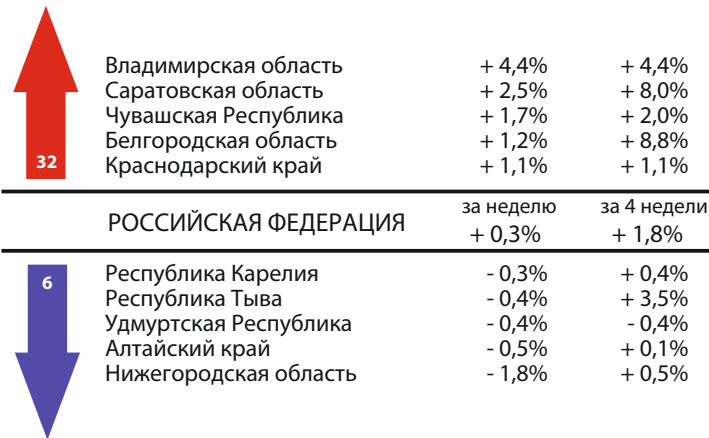 Владимирская область + 4,4% + 4,4%
Саратовская область + 2,5% + 8,0%
Чувашская Республика + 1,7% + 2,0%
Белгородская область + 1,2% + 8,8%
32 Краснодарский край + 1,1% + 1,1%
за неделю за 4 недели
РОССИЙСКАЯ ФЕДЕРАЦИЯ + 0,3% + 1,8%
6 Республика Карелия - 0,3% + 0,4%
Республика Тыва - 0,4% + 3,5%
Удмуртская Республика - 0,4% - 0,4%
Алтайский край - 0,5% + 0,1%
Нижегородская область - 1,8% + 0,5%